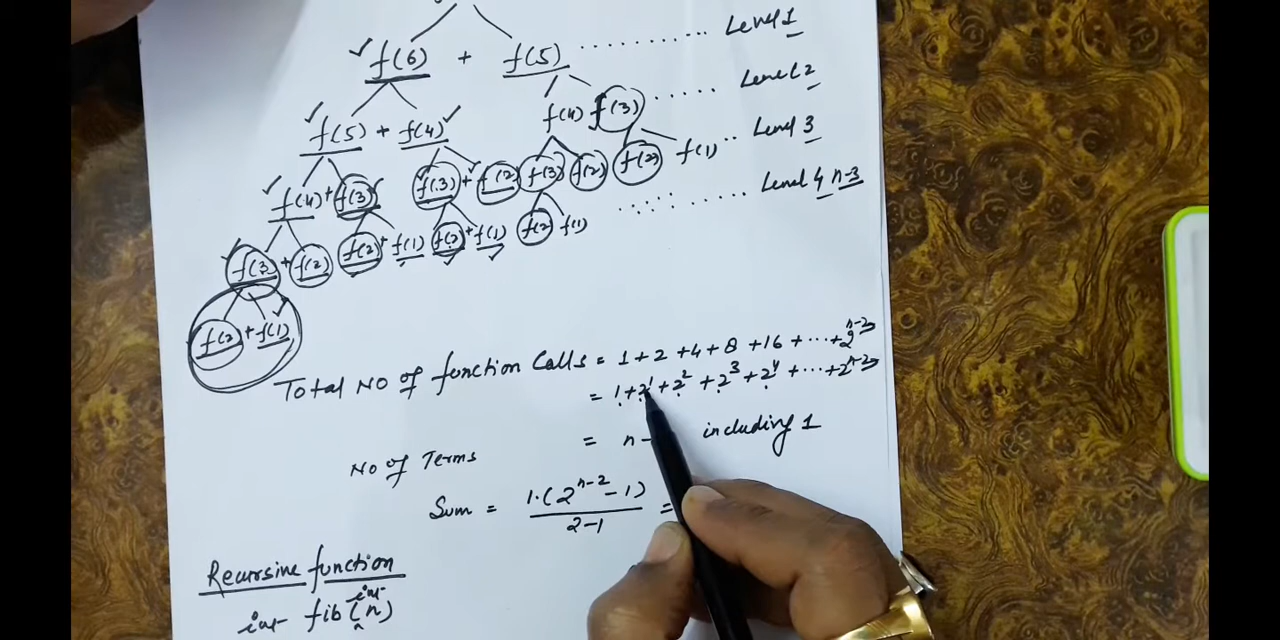 f(6) + f(5) ........ Level 1
f(5) + f(4) f(4) f(3) ..... Level 2
f(4) + f(3) f(3) + f(2) f(3) f(2) f(2) f(1) .. Level 3
f(3) + f(2) f(2) + f(1) f(2) + f(1) f(2) f(1) ........ Level 4 n-3
f(2) + f(1)
Total No of function Calls = 1 + 2 + 4 + 8 + 16 + ... + 2^{n-2}
= 1 + 2^1 + 2^2 + 2^3 + 2^4 + ... + 2^{n-2}
No of Terms = n- including 1
Sum = 1.(2^{n-2} - 1) / 2-1 =
Recursive function
int fib(int n)